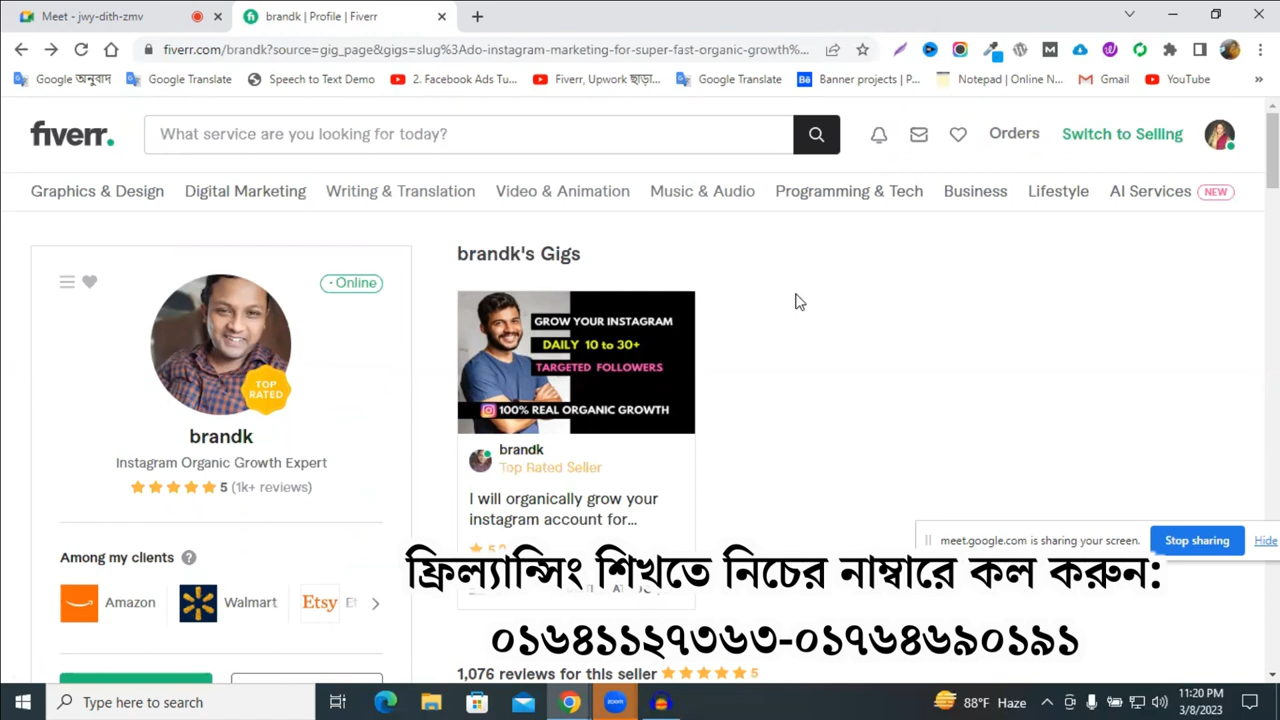 Meet - jwy-dith-zmv
brandk | Profile | Fiverr
fiverr.com/brandk?source=gig_page&gigs=slug%3Ado-instagram-marketing-for-super-fast-organic-growth%...
Google অনুবাদ
Google Translate
Speech to Text Demo
2. Facebook Ads Tu...
Fiverr, Upwork ছাড়া...
Google Translate
Banner projects | P...
Notepad | Online N...
Gmail
YouTube
fiverr.
What service are you looking for today?
Orders
Switch to Selling
Graphics & Design
Digital Marketing
Writing & Translation
Video & Animation
Music & Audio
Programming & Tech
Business
Lifestyle
AI Services NEW
Online
TOP RATED
brandk
Instagram Organic Growth Expert
5 (1k+ reviews)
Among my clients
Amazon
Walmart
Etsy
brandk's Gigs
GROW YOUR INSTAGRAM
DAILY 10 to 30+
TARGETED FOLLOWERS
100% REAL ORGANIC GROWTH
brandk
Top Rated Seller
I will organically grow your
instagram account for...
meet.google.com is sharing your screen.
Stop sharing
Hide
ফ্রিল্যান্সিং শিখতে নিচের নাম্বারে কল করুন:
০১৬৪১১২৭৩৬৩-০১৭৬৪৬৯০১৯১
1,076 reviews for this seller 5
Type here to search
zoom
88°F Haze
11:20 PM
3/8/2023